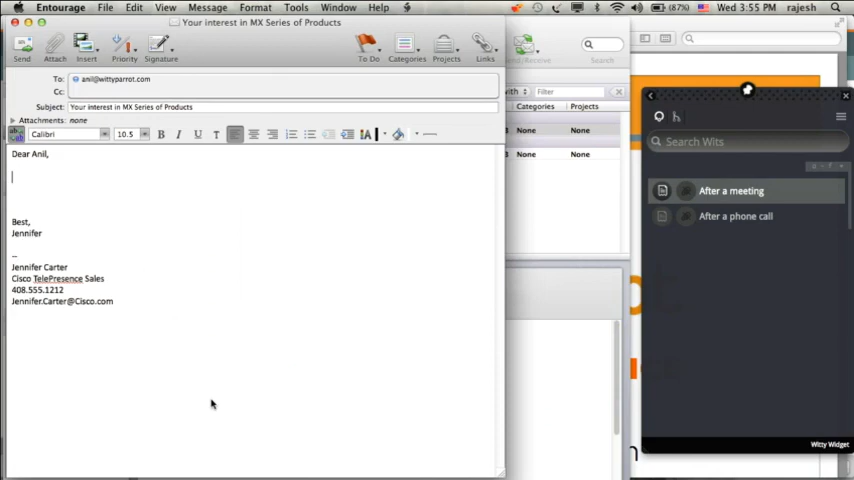 Entourage File Edit View Message Format Tools Window Help (87%) Wed 3:55 PM rajesh
Your interest in MX Series of Products
Send Attach Insert Priority Signature To Do Categories Projects Links Send/Receive Search
To: anil@wittyparrot.com
Cc:
Subject: Your interest in MX Series of Products
Attachments: none
Calibri 10.5 B I U T A
Dear Anil,
Best,
Jennifer
--
Jennifer Carter
Cisco TelePresence Sales
408.555.1212
Jennifer.Carter@Cisco.com
with Filter
Categories Projects
None None
None None
Search Wits
After a meeting
After a phone call
Witty Widget